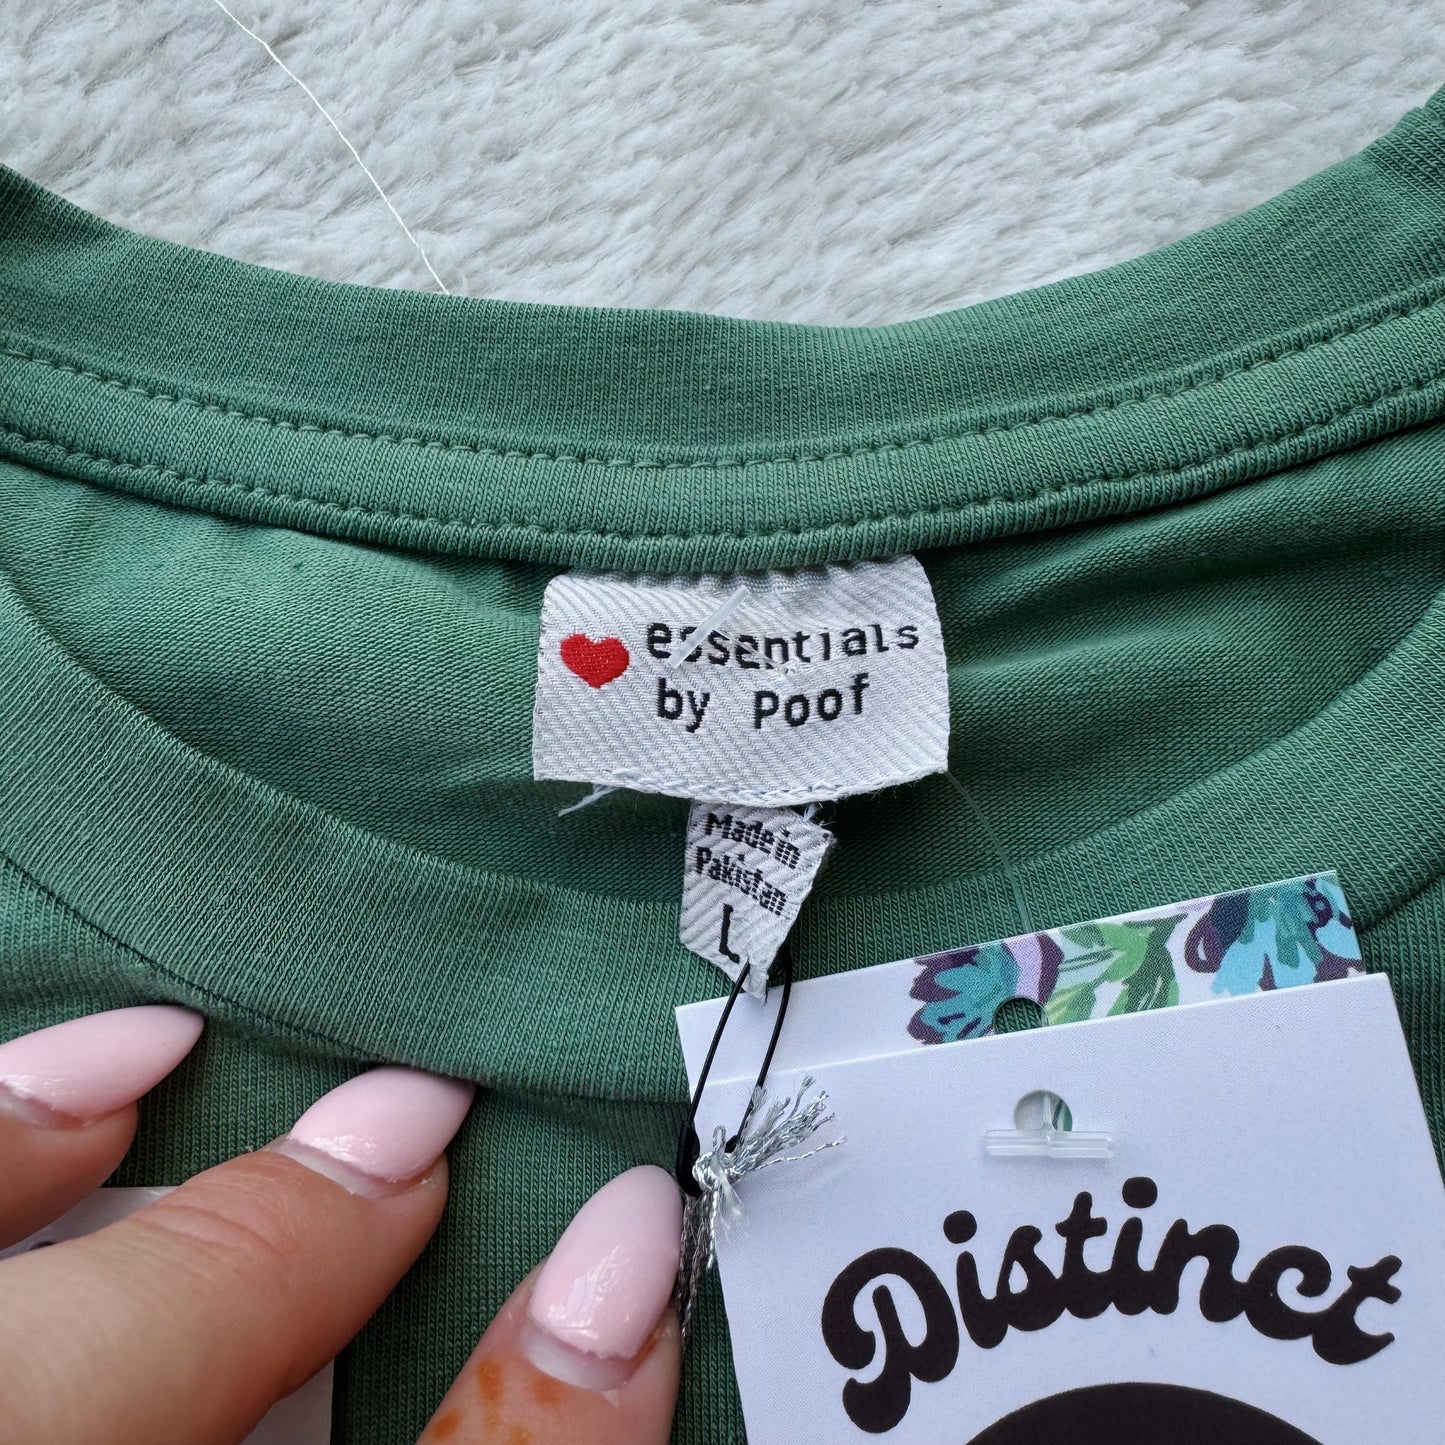 essentials
by Poof
Made in
Pakistan
L
Distinct